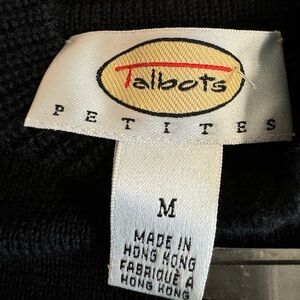 Talbots
PETITES
M
MADE IN
HONG KONG
FABRIQUÉ À
HONG KONG